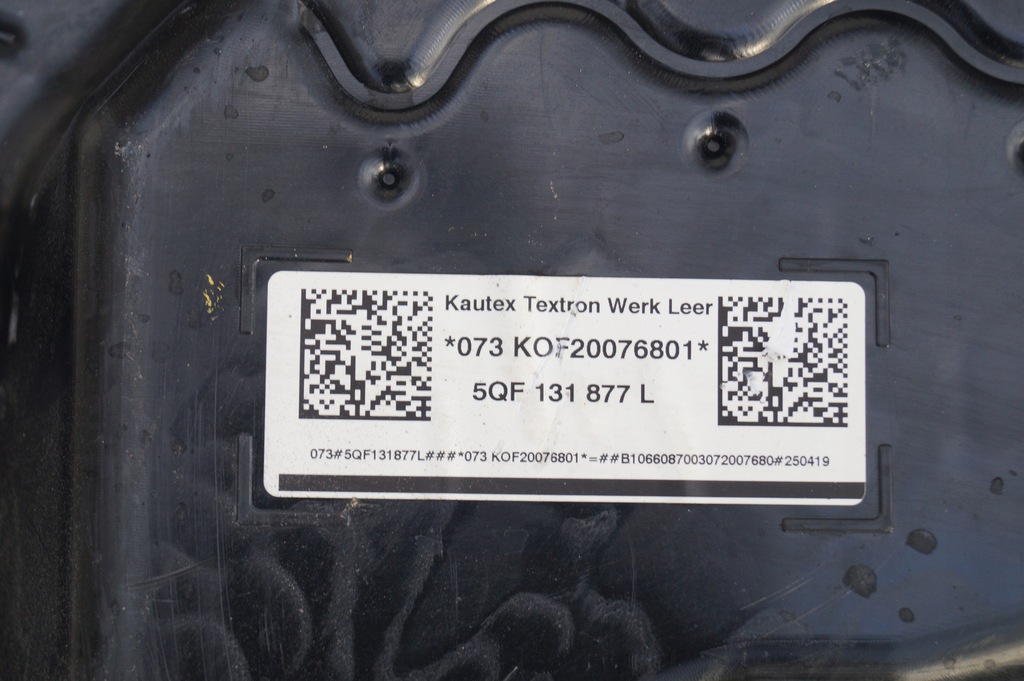 Kautex Textron Werk Leer
*073 KOF20076801*
5QF 131 877 L
073#5QF131877L###*073 KOF20076801*=##B1066087003072007680#250419